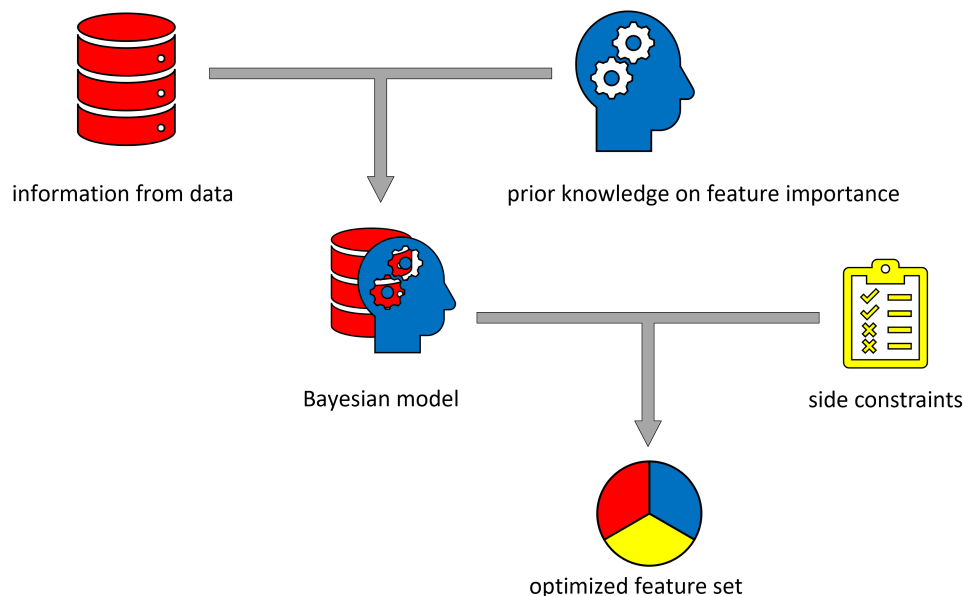 information from data
prior knowledge on feature importance
Bayesian model
side constraints
optimized feature set